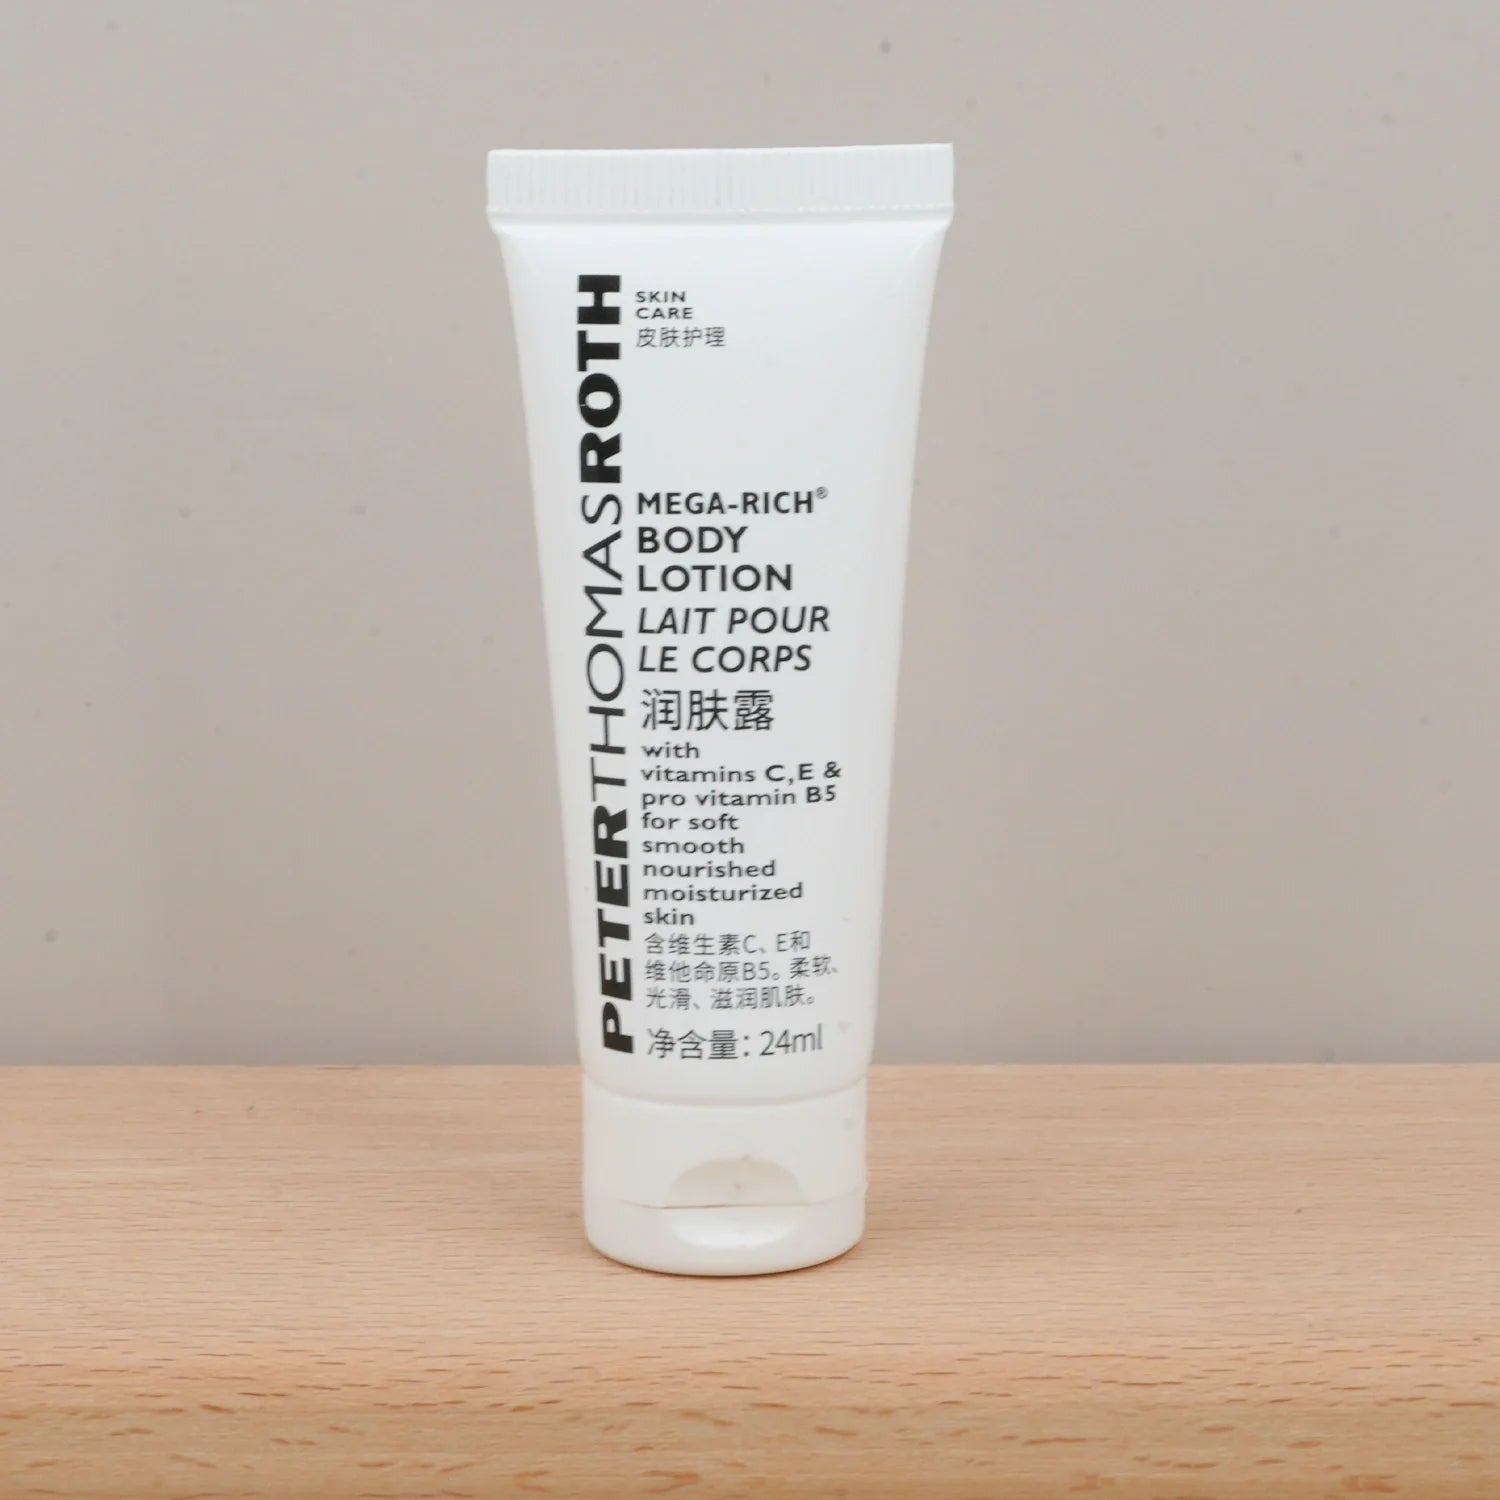 PETERTHOMASROTH
SKIN
CARE
皮肤护理
MEGA-RICH®
BODY
LOTION
LAIT POUR
LE CORPS
润肤露
with
vitamins C,E &
pro vitamin B5
for soft
smooth
nourished
moisturized
skin
含维生素C、E和
维他命原B5。柔软、
光滑、滋润肌肤。
净含量：24ml